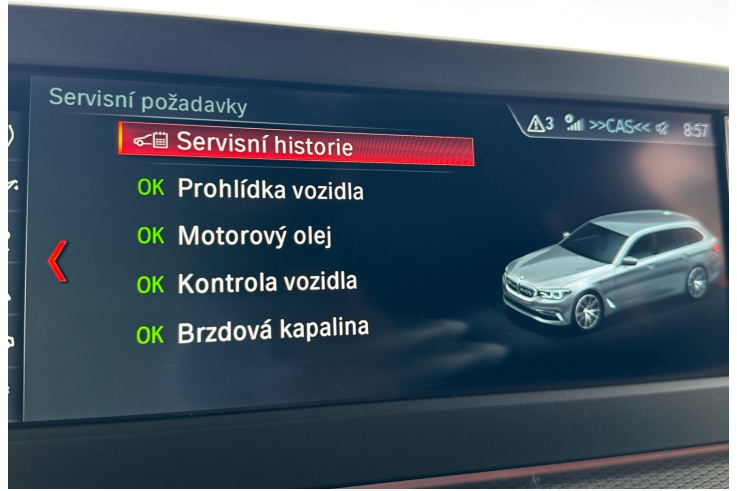 Servisní požadavky
3 >>CAS<< 8:57
Servisní historie
OK Prohlídka vozidla
OK Motorový olej
OK Kontrola vozidla
OK Brzdová kapalina